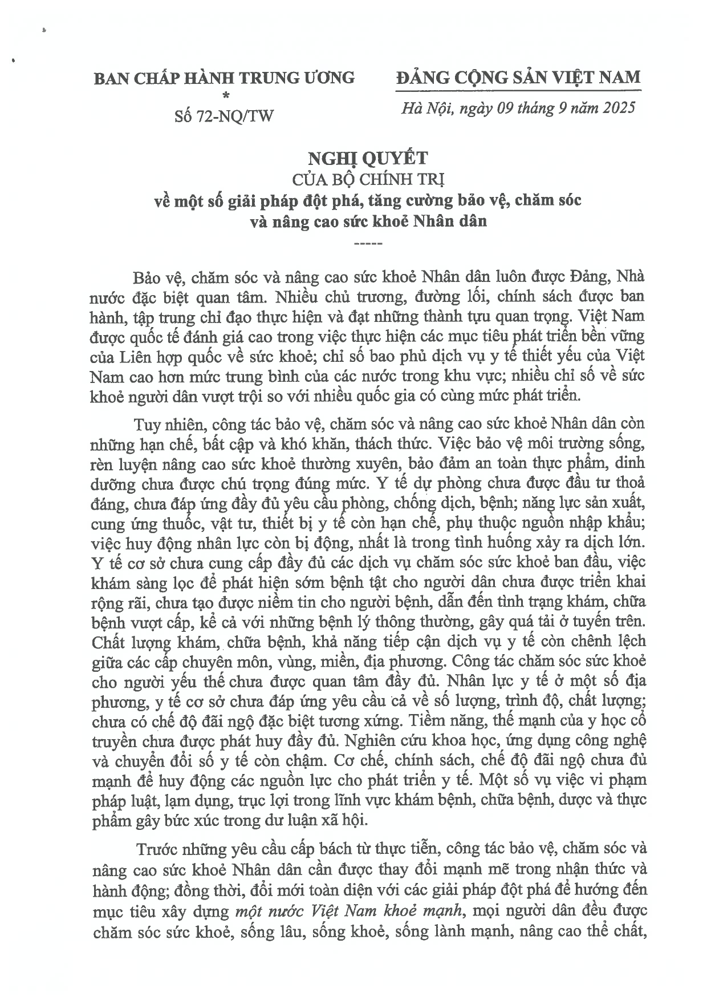 BAN CHẤP HÀNH TRUNG ƯƠNG
*
Số 72-NQ/TW
ĐẢNG CỘNG SẢN VIỆT NAM
Hà Nội, ngày 09 tháng 9 năm 2025
NGHỊ QUYẾT
CỦA BỘ CHÍNH TRỊ
về một số giải pháp đột phá, tăng cường bảo vệ, chăm sóc
và nâng cao sức khoẻ Nhân dân
-----
Bảo vệ, chăm sóc và nâng cao sức khoẻ Nhân dân luôn được Đảng, Nhà
nước đặc biệt quan tâm. Nhiều chủ trương, đường lối, chính sách được ban
hành, tập trung chỉ đạo thực hiện và đạt những thành tựu quan trọng. Việt Nam
được quốc tế đánh giá cao trong việc thực hiện các mục tiêu phát triển bền vững
của Liên hợp quốc về sức khoẻ; chỉ số bao phủ dịch vụ y tế thiết yếu của Việt
Nam cao hơn mức trung bình của các nước trong khu vực; nhiều chỉ số về sức
khoẻ người dân vượt trội so với nhiều quốc gia có cùng mức phát triển.
Tuy nhiên, công tác bảo vệ, chăm sóc và nâng cao sức khoẻ Nhân dân còn
những hạn chế, bất cập và khó khăn, thách thức. Việc bảo vệ môi trường sống,
rèn luyện nâng cao sức khoẻ thường xuyên, bảo đảm an toàn thực phẩm, dinh
dưỡng chưa được chú trọng đúng mức. Y tế dự phòng chưa được đầu tư thoả
đáng, chưa đáp ứng đầy đủ yêu cầu phòng, chống dịch, bệnh; năng lực sản xuất,
cung ứng thuốc, vật tư, thiết bị y tế còn hạn chế, phụ thuộc nguồn nhập khẩu;
việc huy động nhân lực còn bị động, nhất là trong tình huống xảy ra dịch lớn.
Y tế cơ sở chưa cung cấp đầy đủ các dịch vụ chăm sóc sức khoẻ ban đầu, việc
khám sàng lọc để phát hiện sớm bệnh tật cho người dân chưa được triển khai
rộng rãi, chưa tạo được niềm tin cho người bệnh, dẫn đến tình trạng khám, chữa
bệnh vượt cấp, kể cả với những bệnh lý thông thường, gây quá tải ở tuyến trên.
Chất lượng khám, chữa bệnh, khả năng tiếp cận dịch vụ y tế còn chênh lệch
giữa các cấp chuyên môn, vùng, miền, địa phương. Công tác chăm sóc sức khoẻ
cho người yếu thế chưa được quan tâm đầy đủ. Nhân lực y tế ở một số địa
phương, y tế cơ sở chưa đáp ứng yêu cầu cả về số lượng, trình độ, chất lượng;
chưa có chế độ đãi ngộ đặc biệt tương xứng. Tiềm năng, thế mạnh của y học cổ
truyền chưa được phát huy đầy đủ. Nghiên cứu khoa học, ứng dụng công nghệ
và chuyển đổi số y tế còn chậm. Cơ chế, chính sách, chế độ đãi ngộ chưa đủ
mạnh để huy động các nguồn lực cho phát triển y tế. Một số vụ việc vi phạm
pháp luật, lạm dụng, trục lợi trong lĩnh vực khám bệnh, chữa bệnh, dược và thực
phẩm gây bức xúc trong dư luận xã hội.
Trước những yêu cầu cấp bách từ thực tiễn, công tác bảo vệ, chăm sóc và
nâng cao sức khoẻ Nhân dân cần được thay đổi mạnh mẽ trong nhận thức và
hành động; đồng thời, đổi mới toàn diện với các giải pháp đột phá để hướng đến
mục tiêu xây dựng một nước Việt Nam khoẻ mạnh, mọi người dân đều được
chăm sóc sức khoẻ, sống lâu, sống khoẻ, sống lành mạnh, nâng cao thể chất,